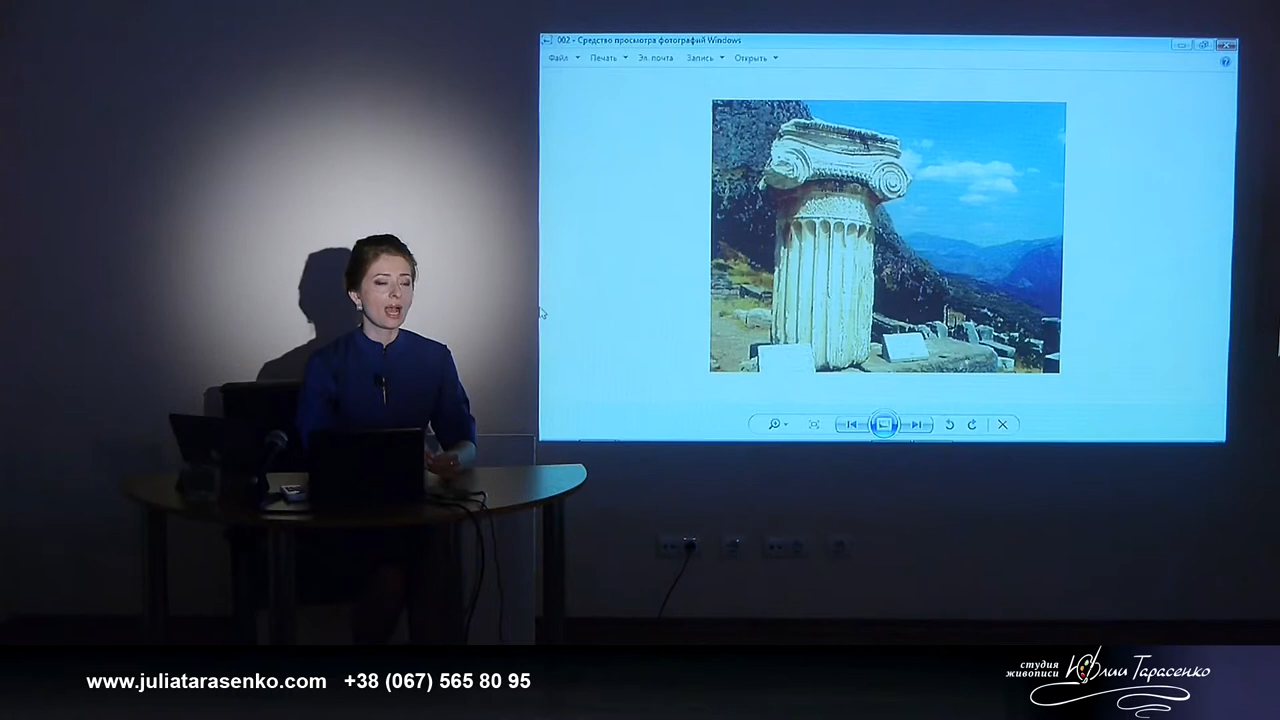 002 - Средство просмотра фотографий Windows
Файл Печать Эл. почта Запись Открыть
www.juliatarasenko.com +38 (067) 565 80 95
студия
живописи
Юлии Тарасенко